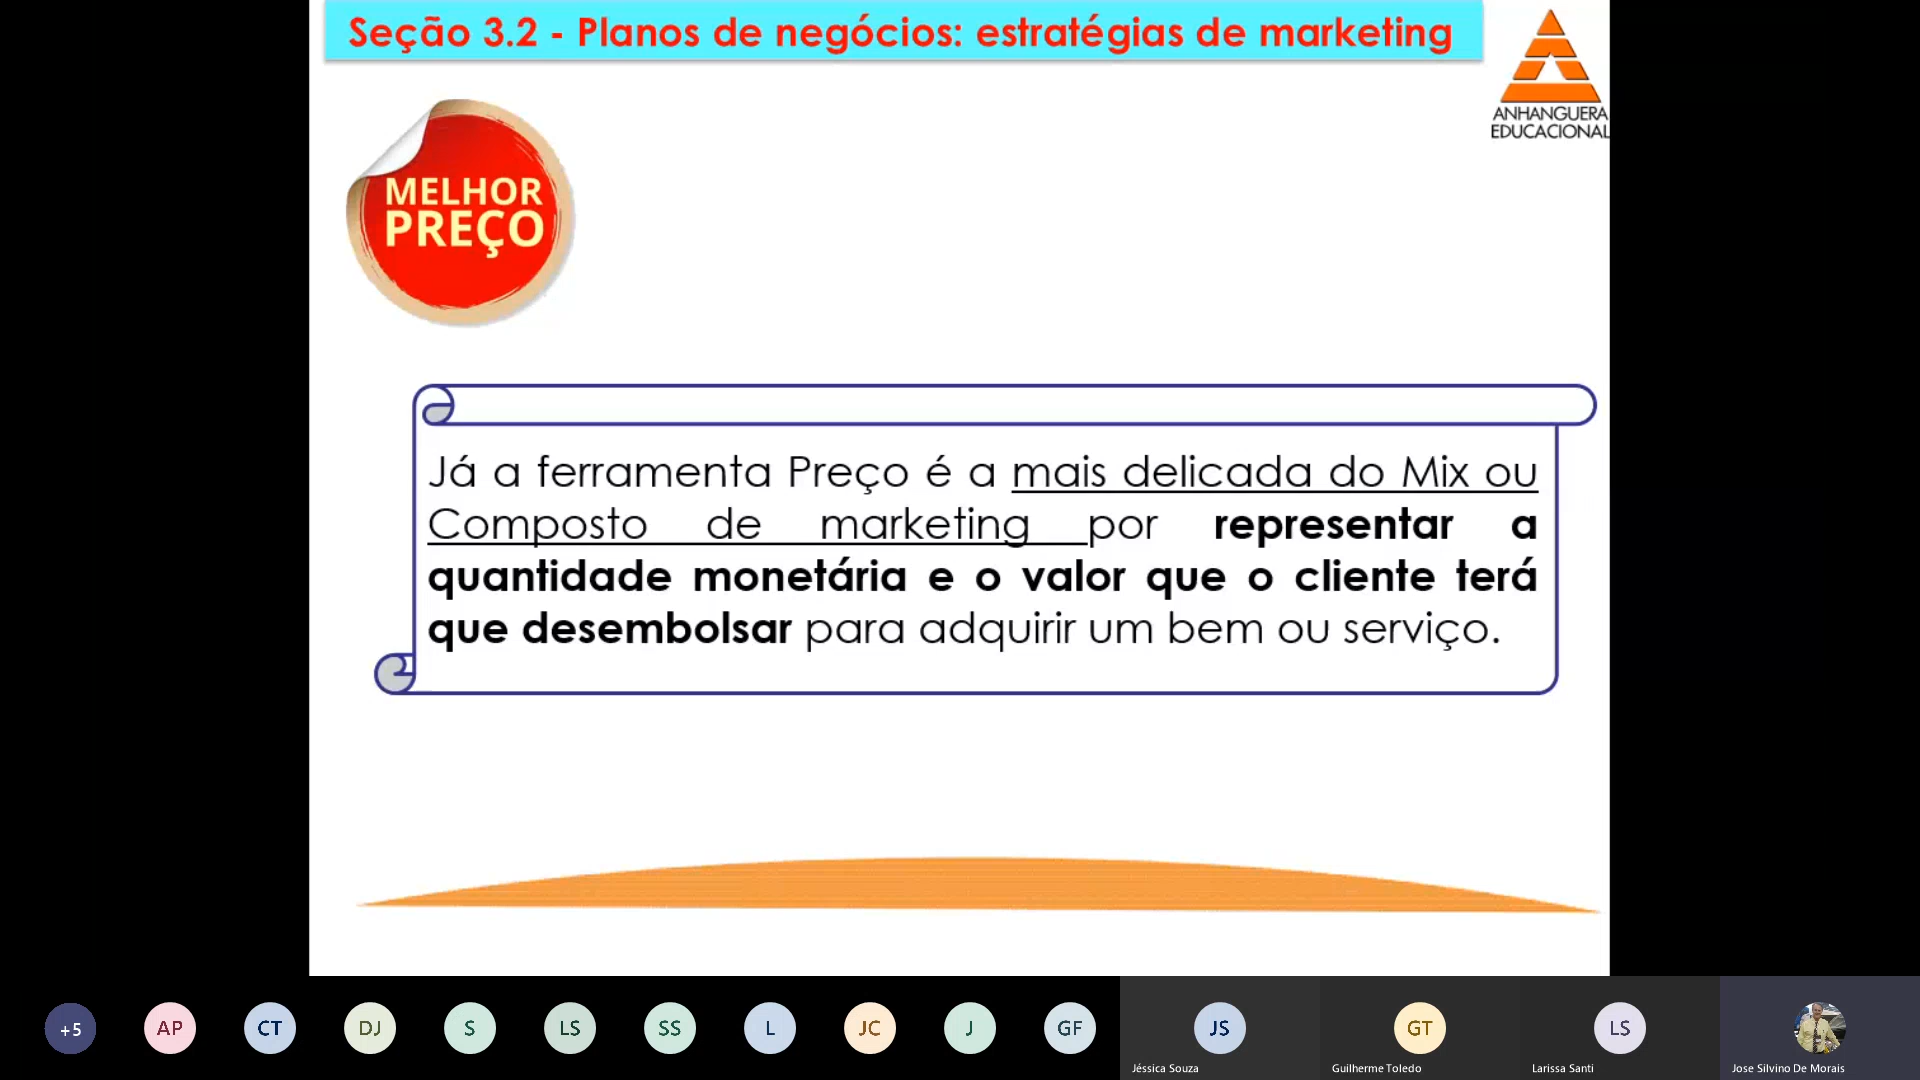 Seção 3.2 - Planos de negócios: estratégias de marketing
ANHANGUERA
EDUCACIONAL
MELHOR
PREÇO
Já a ferramenta Preço é a mais delicada do Mix ou
Composto de marketing por representar a
quantidade monetária e o valor que o cliente terá
que desembolsar para adquirir um bem ou serviço.
+5
AP
CT
DJ
S
LS
SS
L
JC
J
GF
JS
GT
LS
Jéssica Souza
Guilherme Toledo
Larissa Santi
Jose Silvino De Morais